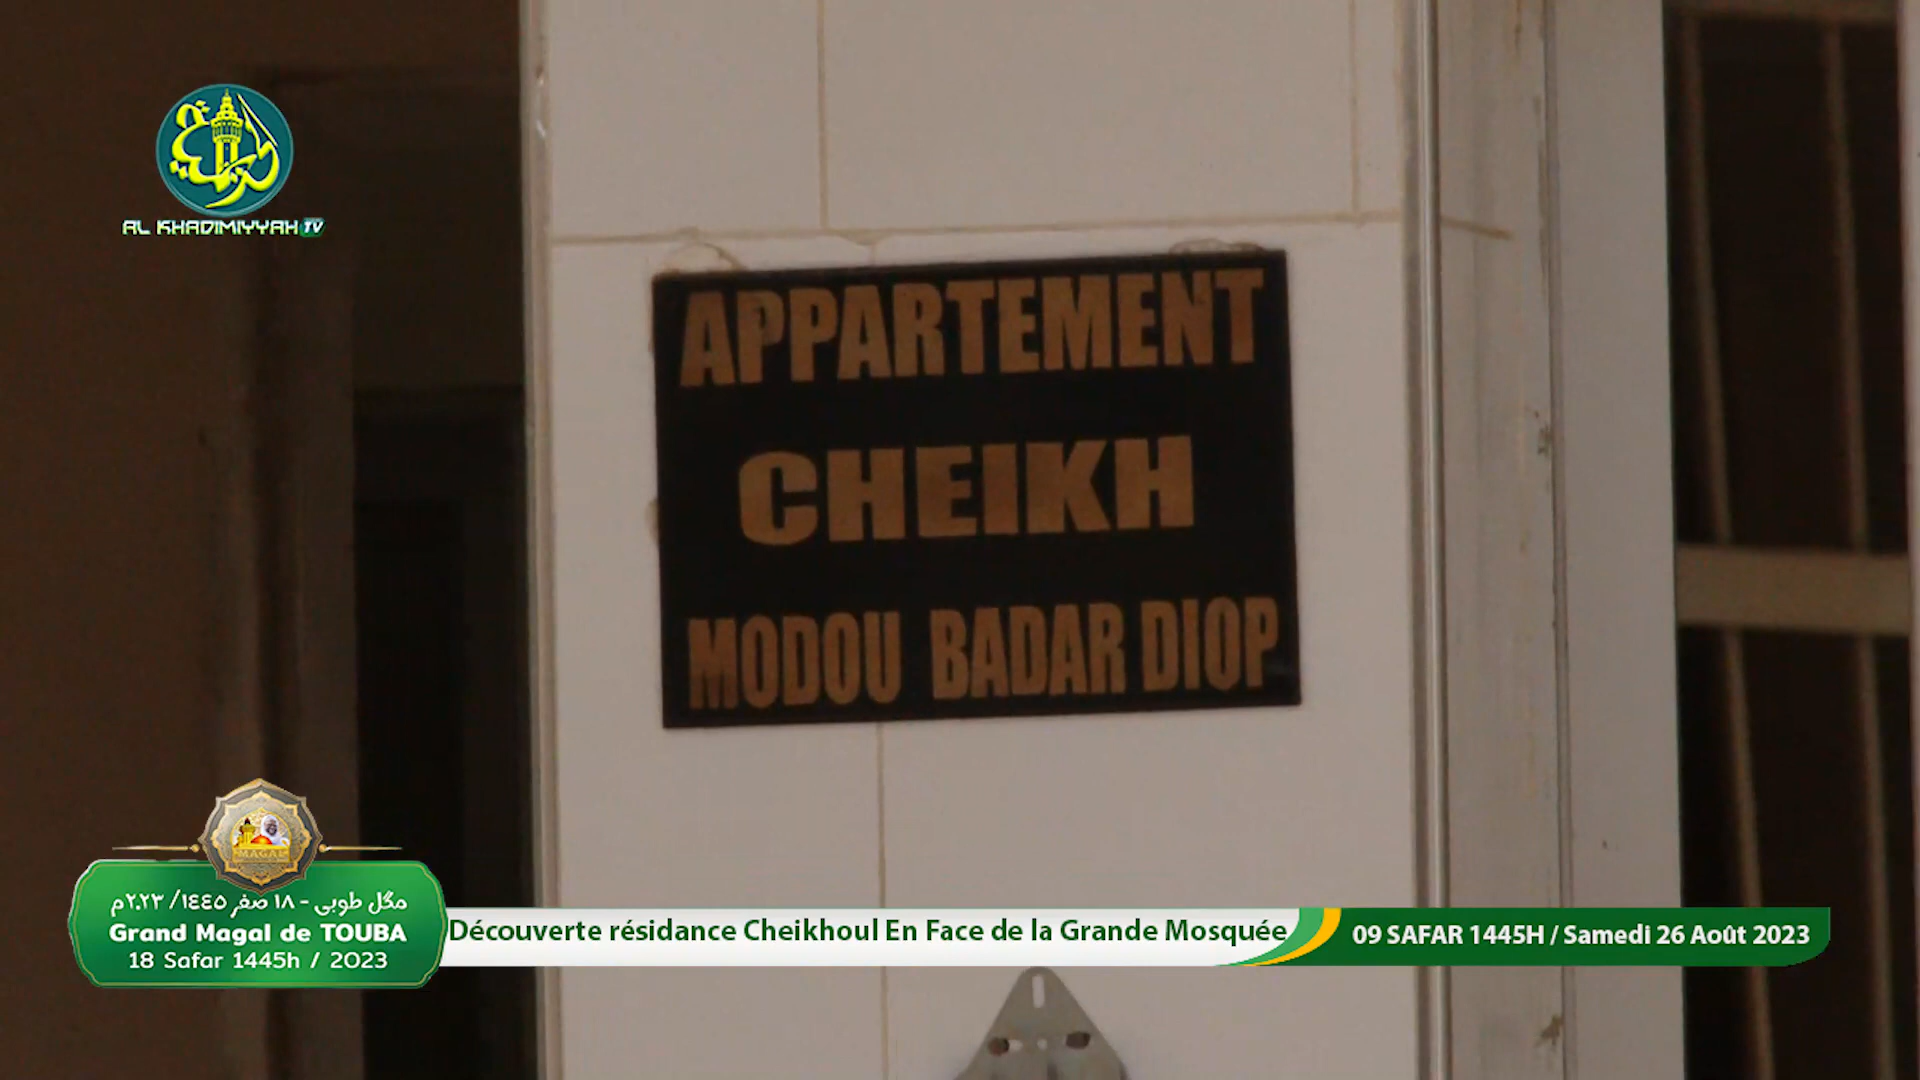 AL KHADIMIYYAH TV
APPARTEMENT
CHEIKH
MODOU BADAR DIOP
مگل طوبى - ١٨ صفر ١٤٤٥/ ٢٠٢٣م
Grand Magal de TOUBA
18 Safar 1445h / 2023
Découverte résidance Cheikhoul En Face de la Grande Mosquée
09 SAFAR 1445H / Samedi 26 Août 2023
MAGAL